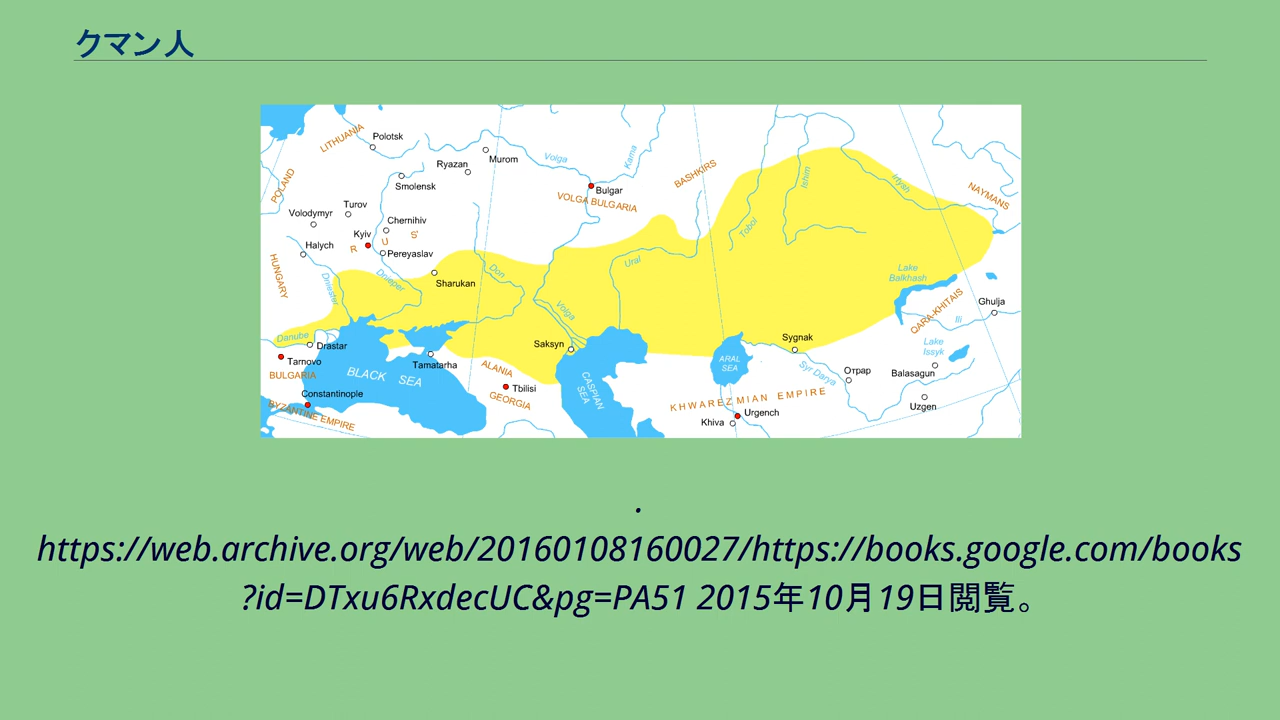 クマン人
LITHUANIA
Polotsk
POLAND
Smolensk
Ryazan
Murom
Volga
Kama
Bulgar
VOLGA BULGARIA
BASHKIRS
Ishim
Irtysh
NAYMANS
Tobol
Volodymyr
Turov
Chernihiv
Kyiv
R U S'
Pereyaslav
Halych
HUNGARY
Dniester
Dnieper
Sharukan
Don
Volga
Ural
Lake Balkhash
QARA-KHITAIS
Ghulja
Ili
Danube
Drastar
Tarnovo
BULGARIA
Constantinople
BYZANTINE EMPIRE
BLACK SEA
Tamatarha
ALANIA
Tbilisi
GEORGIA
Saksyn
CASPIAN SEA
ARAL SEA
Sygnak
Syr Darya
Отрар
Lake Issyk
Balasagun
Uzgen
KHWAREZMIAN EMPIRE
Urgench
Khiva
.
https://web.archive.org/web/20160108160027/https://books.google.com/books
?id=DTxu6RxdecUC&pg=PA51 2015年10月19日閲覧。